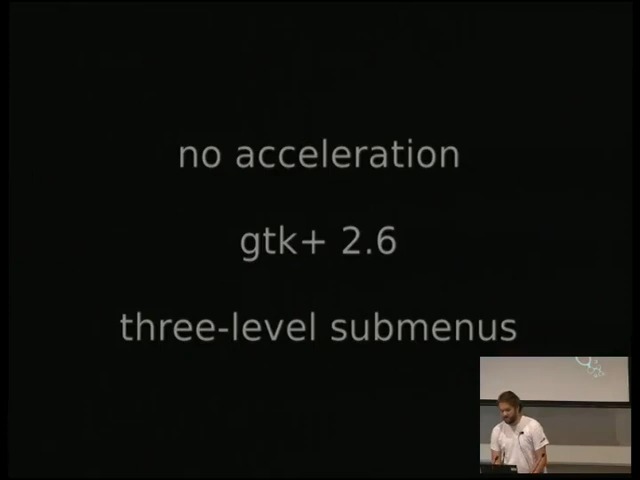 no acceleration
gtk+ 2.6
three-level submenus